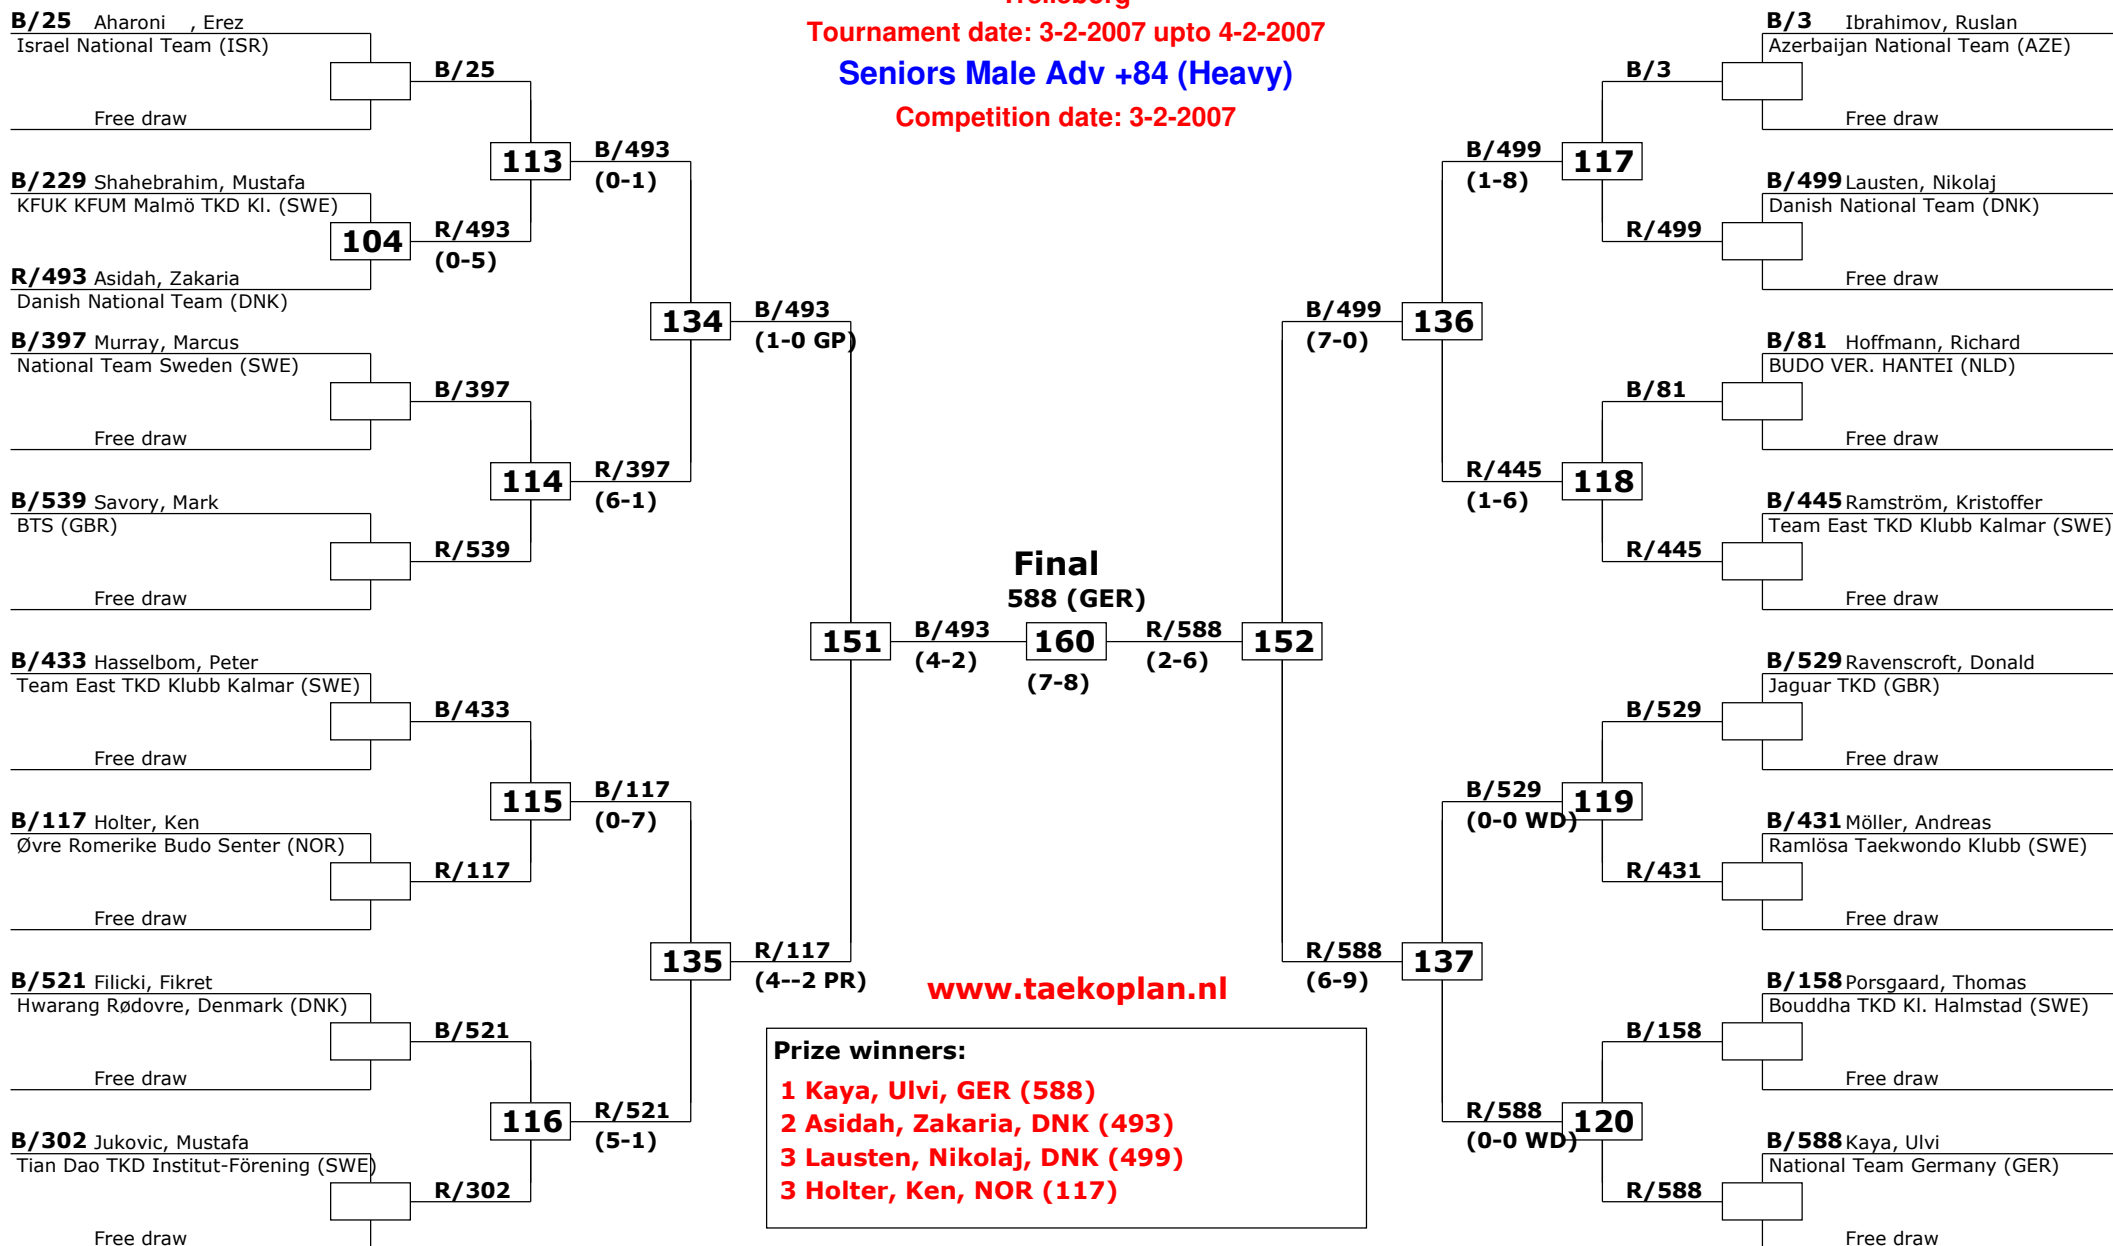 Trelleborg
Tournament date: 3-2-2007 upto 4-2-2007
Seniors Male Adv +84 (Heavy)
Competition date: 3-2-2007
B/25 Aharoni , Erez
Israel National Team (ISR)
Free draw
B/25
B/229 Shahebrahim, Mustafa
KFUK KFUM Malmö TKD Kl. (SWE)
104
R/493 Asidah, Zakaria
Danish National Team (DNK)
R/493
(0-5)
113
B/493
(0-1)
B/397 Murray, Marcus
National Team Sweden (SWE)
Free draw
B/397
B/539 Savory, Mark
BTS (GBR)
Free draw
R/539
114
R/397
(6-1)
134
B/493
(1-0 GP)
B/433 Hasselbom, Peter
Team East TKD Klubb Kalmar (SWE)
Free draw
B/433
B/117 Holter, Ken
Øvre Romerike Budo Senter (NOR)
Free draw
R/117
115
B/117
(0-7)
B/521 Filicki, Fikret
Hwarang Rødovre, Denmark (DNK)
Free draw
B/521
B/302 Jukovic, Mustafa
Tian Dao TKD Institut-Förening (SWE)
Free draw
R/302
116
R/521
(5-1)
135
R/117
(4--2 PR)
151
B/493
(4-2)
Final
588 (GER)
160
(7-8)
R/588
(2-6)
152
B/499
(7-0)
136
B/499
(1-8)
117
B/3
B/3 Ibrahimov, Ruslan
Azerbaijan National Team (AZE)
Free draw
R/499
B/499 Lausten, Nikolaj
Danish National Team (DNK)
Free draw
R/445
(1-6)
118
B/81
B/81 Hoffmann, Richard
BUDO VER. HANTEI (NLD)
Free draw
R/445
B/445 Ramström, Kristoffer
Team East TKD Klubb Kalmar (SWE)
Free draw
R/588
(6-9)
137
B/529
(0-0 WD)
119
B/529
B/529 Ravenscroft, Donald
Jaguar TKD (GBR)
Free draw
R/431
B/431 Möller, Andreas
Ramlösa Taekwondo Klubb (SWE)
Free draw
R/588
(0-0 WD)
120
B/158
B/158 Porsgaard, Thomas
Bouddha TKD Kl. Halmstad (SWE)
Free draw
R/588
B/588 Kaya, Ulvi
National Team Germany (GER)
Free draw
www.taekoplan.nl
Prize winners:
1 Kaya, Ulvi, GER (588)
2 Asidah, Zakaria, DNK (493)
3 Lausten, Nikolaj, DNK (499)
3 Holter, Ken, NOR (117)